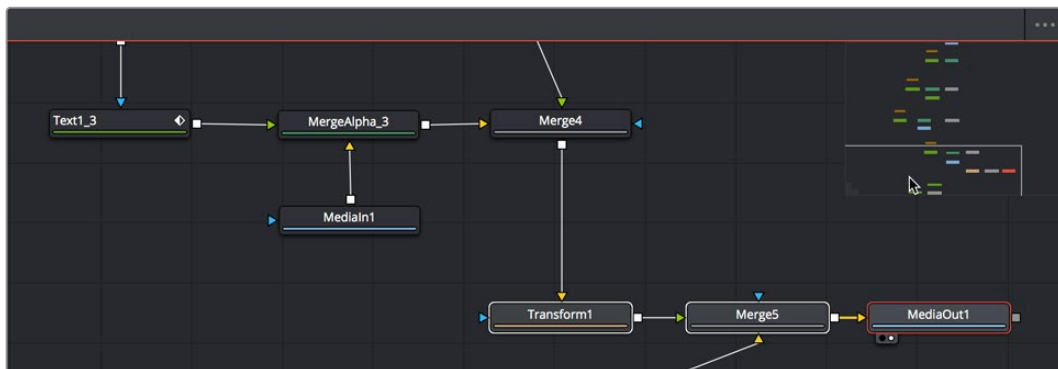 Text1_3
MergeAlpha_3
Merge4
MediaIn1
Transform1
Merge5
MediaOut1